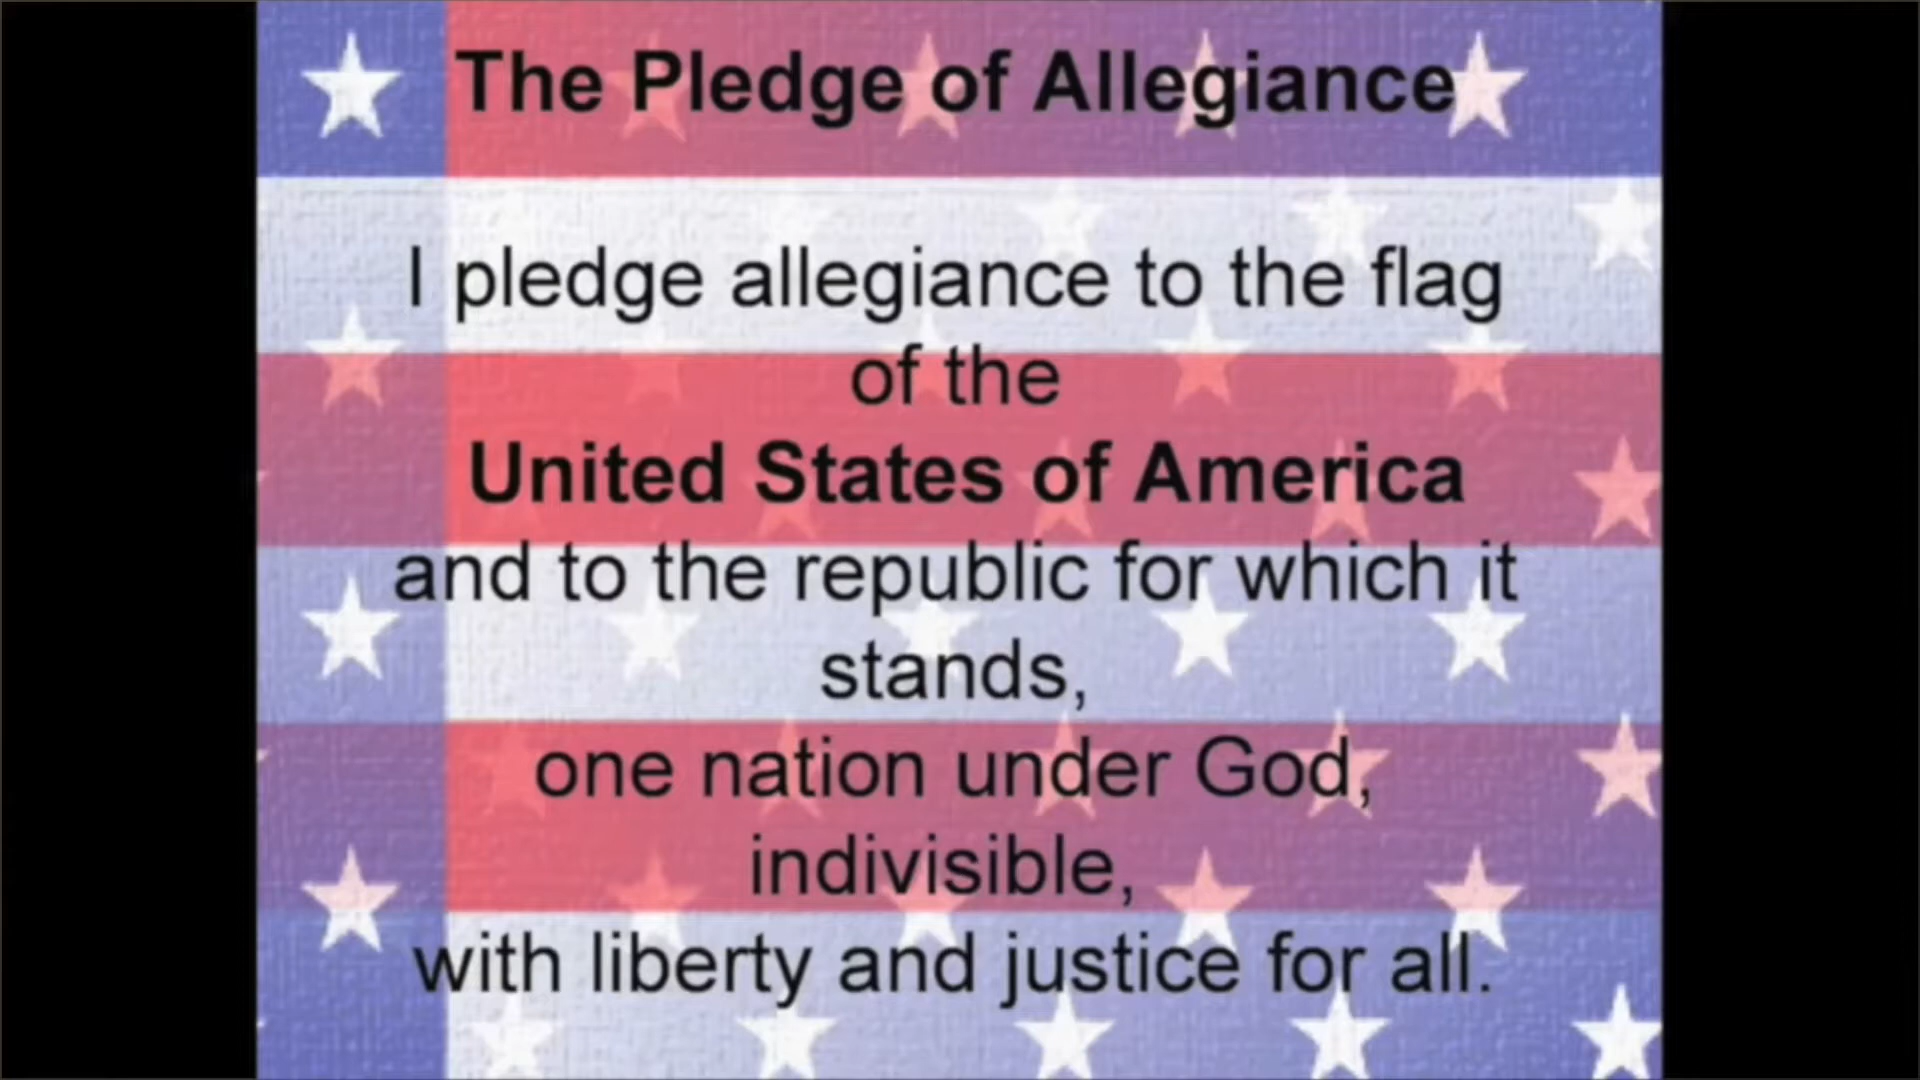 The Pledge of Allegiance
I pledge allegiance to the flag
of the
United States of America
and to the republic for which it
stands,
one nation under God,
indivisible,
with liberty and justice for all.